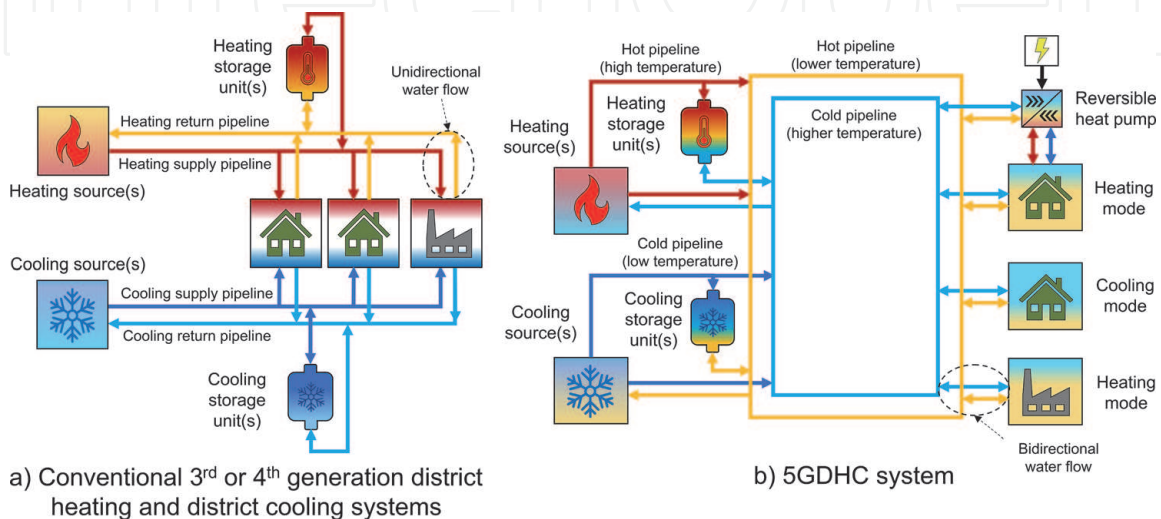 Heating
storage
unit(s)
Unidirectional
water flow
Heating return pipeline
Heating supply pipeline
Heating source(s)
Cooling source(s)
Cooling supply pipeline
Cooling return pipeline
Cooling
storage
unit(s)
a) Conventional 3rd or 4th generation district
heating and district cooling systems
Hot pipeline
(high temperature)
Hot pipeline
(lower temperature)
Heating
source(s)
Heating
storage
unit(s)
Cold pipeline
(higher temperature)
Reversible
heat pump
Heating
mode
Cold pipeline
(low temperature)
Cooling
source(s)
Cooling
storage
unit(s)
Cooling
mode
Heating
mode
Bidirectional
water flow
b) 5GDHC system